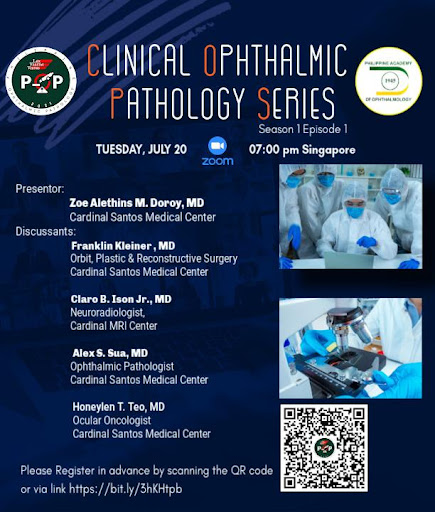 CLINICAL OPHTHALMIC
PATHOLOGY SERIES
Season 1 Episode 1
POP
2021
PHILIPPINE ACADEMY
1945
OF OPHTHALMOLOGY
TUESDAY, JULY 20
zoom
07:00 pm Singapore
Presentor:
Zoe Alethins M. Doroy, MD
Cardinal Santos Medical Center
Discussants:
Franklin Kleiner , MD
Orbit, Plastic & Reconstructive Surgery
Cardinal Santos Medical Center
Claro B. Ison Jr., MD
Neuroradiologist,
Cardinal MRI Center
Alex S. Sua, MD
Ophthalmic Pathologist
Cardinal Santos Medical Center
Honeylen T. Teo, MD
Ocular Oncologist
Cardinal Santos Medical Center
Please Register in advance by scanning the QR code
or via link https://bit.ly/3hKHtpb